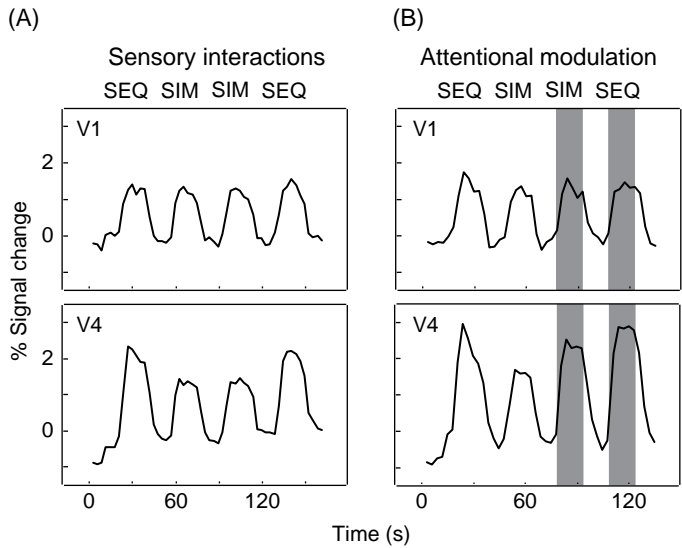 (A)
Sensory interactions
SEQ SIM SIM SEQ
V1
2
0
V4
2
0
0 60 120
(B)
Attentional modulation
SEQ SIM SIM SEQ
V1
V4
0 60 120
% Signal change
Time (s)